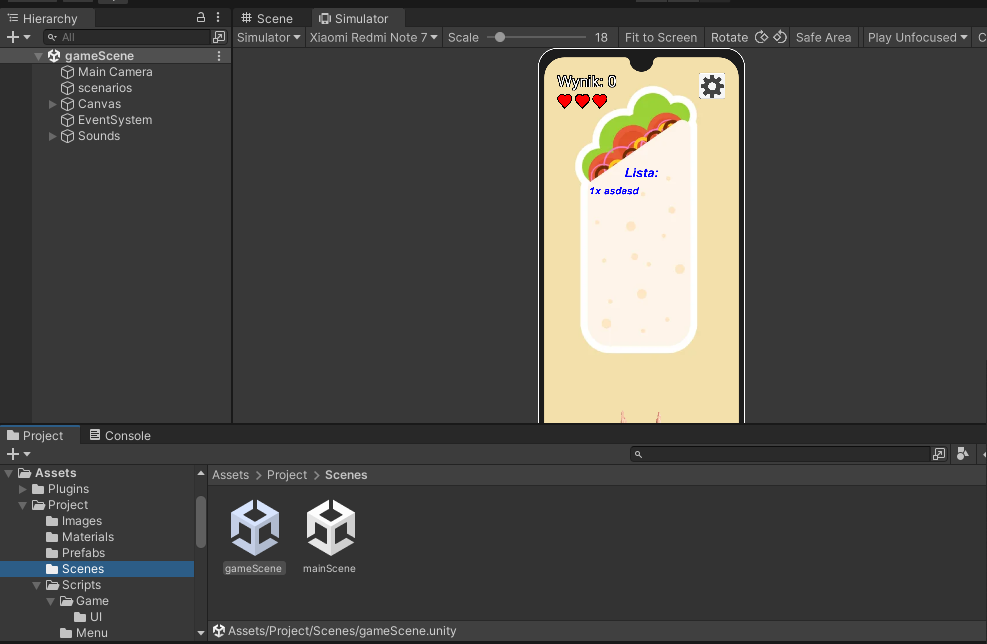 Hierarchy
All
gameScene
Main Camera
scenarios
Canvas
EventSystem
Sounds
Scene
Simulator
Simulator Xiaomi Redmi Note 7 Scale 18 Fit to Screen Rotate Safe Area Play Unfocused C
Wynik: 0
Lista:
1x asdasd
Project
Console
Assets
Plugins
Project
Images
Materials
Prefabs
Scenes
Scripts
Game
UI
Menu
Assets > Project > Scenes
gameScene
mainScene
Assets/Project/Scenes/gameScene.unity